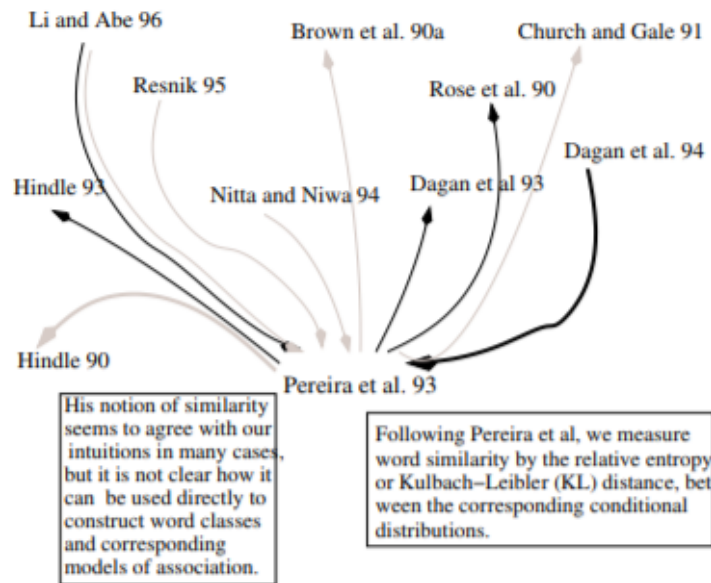 Li and Abe 96
Brown et al. 90a
Church and Gale 91
Resnik 95
Rose et al. 90
Dagan et al. 94
Hindle 93
Nitta and Niwa 94
Dagan et al 93
Hindle 90
Pereira et al. 93
His notion of similarity
seems to agree with our
intuitions in many cases,
but it is not clear how it
can be used directly to
construct word classes
and corresponding
models of association.
Following Pereira et al, we measure
word similarity by the relative entropy
or Kulbach–Leibler (KL) distance, bet
ween the corresponding conditional
distributions.